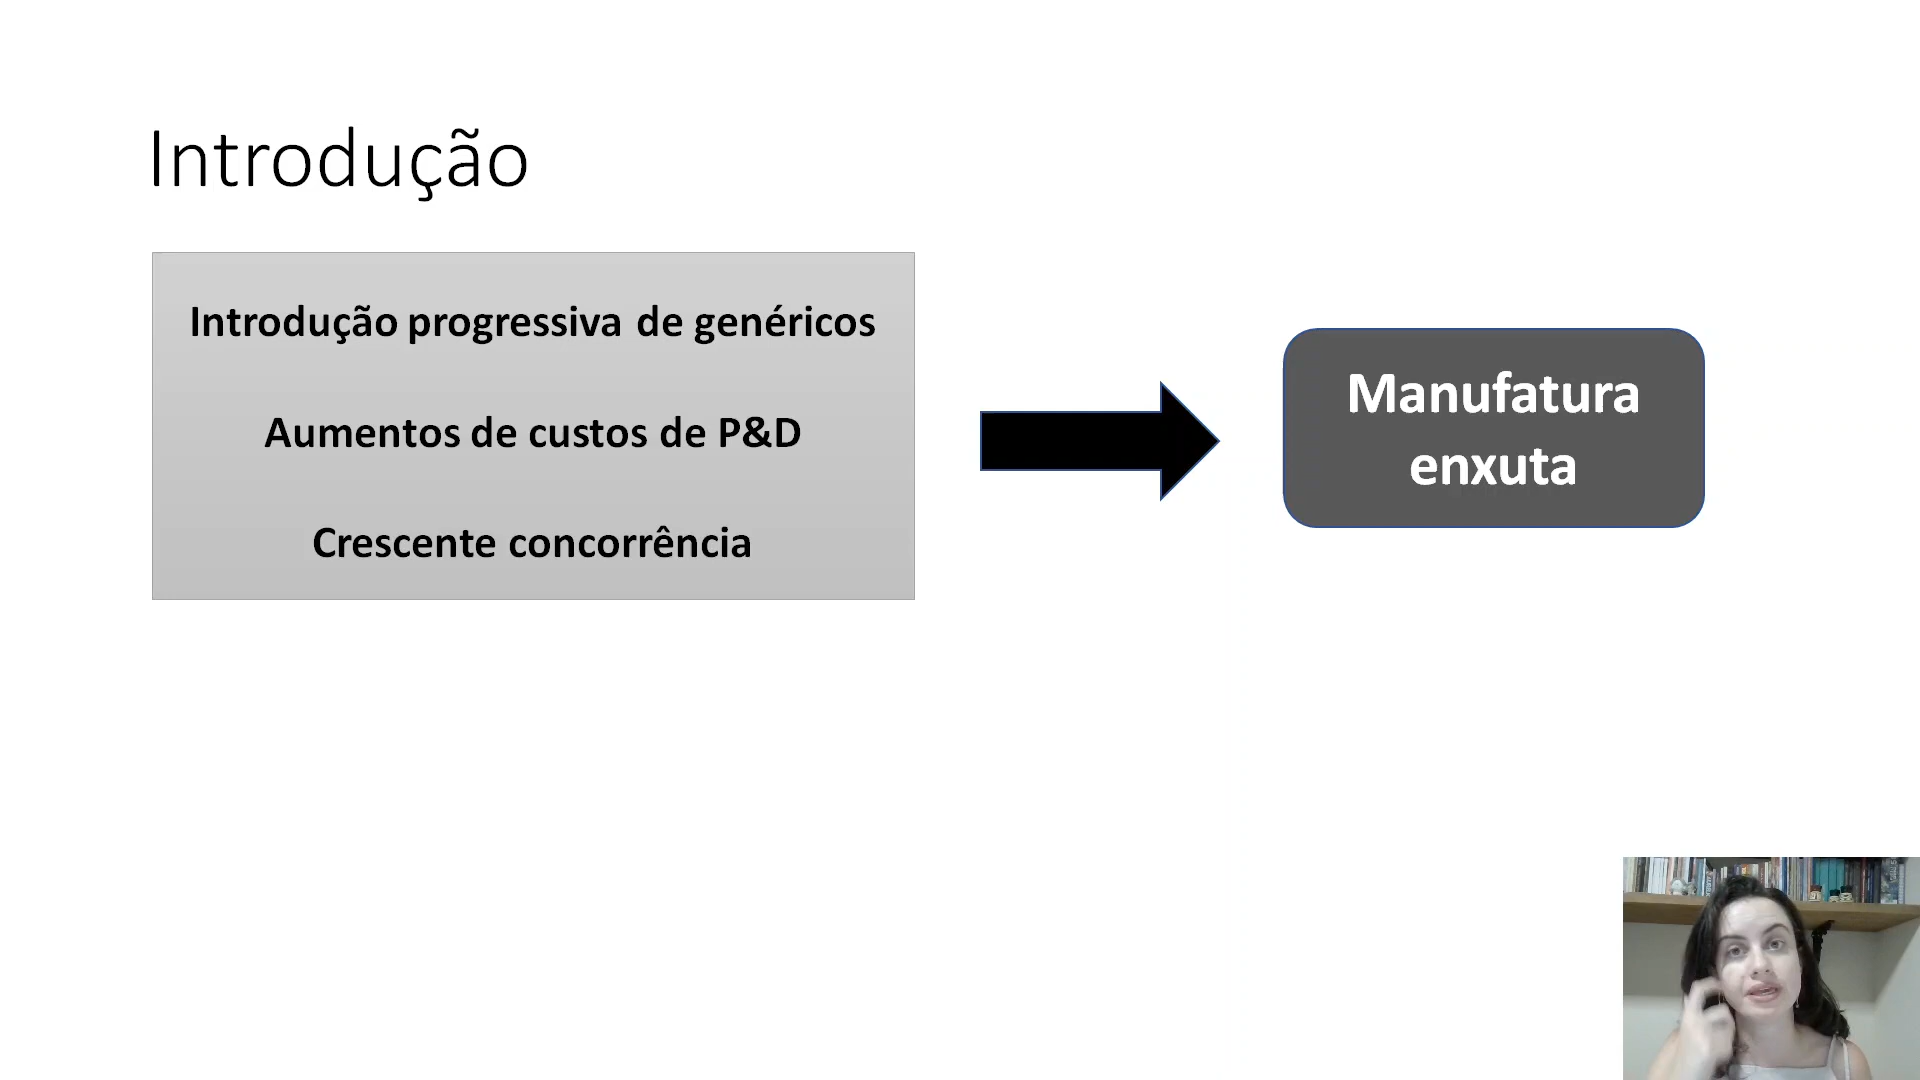 Introdução
Introdução progressiva de genéricos
Aumentos de custos de P&D
Crescente concorrência
Manufatura
enxuta